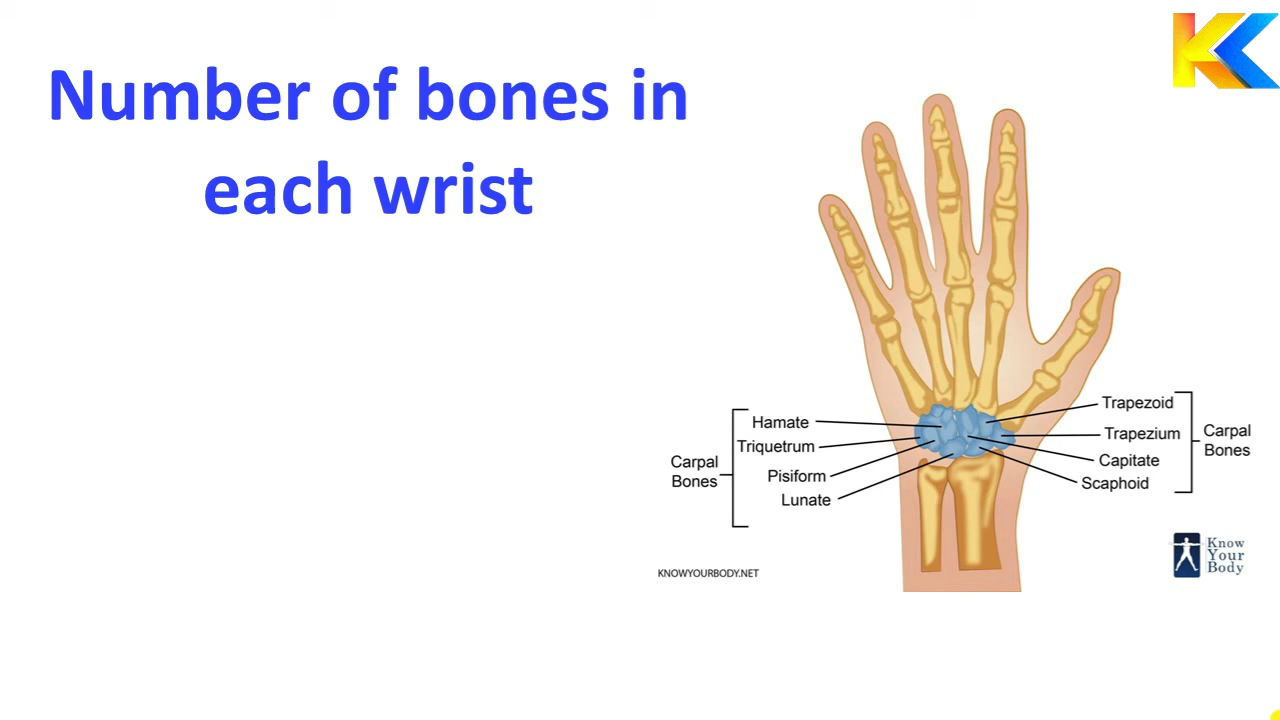 Number of bones in
each wrist
Hamate
Triquetrum
Pisiform
Lunate
Carpal
Bones
Trapezoid
Trapezium
Capitate
Scaphoid
Carpal
Bones
KNOWYOURBODY.NET
Know
Your
Body